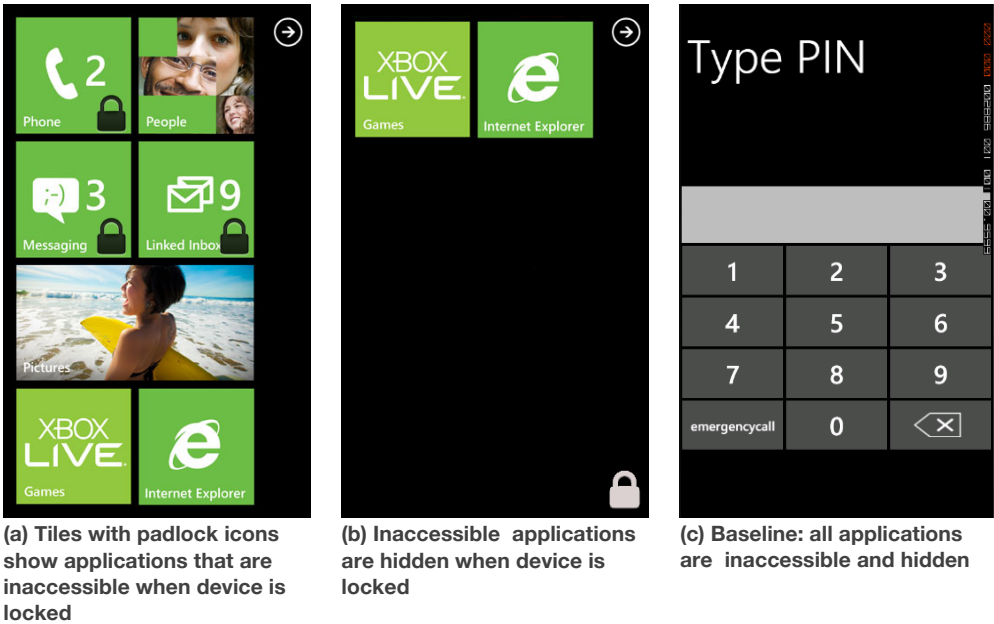 2
Phone
People
;-) 3
9
Messaging
Linked Inbox
Pictures
XBOX
LIVE
Games
Internet Explorer
(a) Tiles with padlock icons
show applications that are
inaccessible when device is
locked
XBOX
LIVE
Games
Internet Explorer
(b) Inaccessible applications
are hidden when device is
locked
Type PIN
1 2 3
4 5 6
7 8 9
emergencycall 0
(c) Baseline: all applications
are inaccessible and hidden